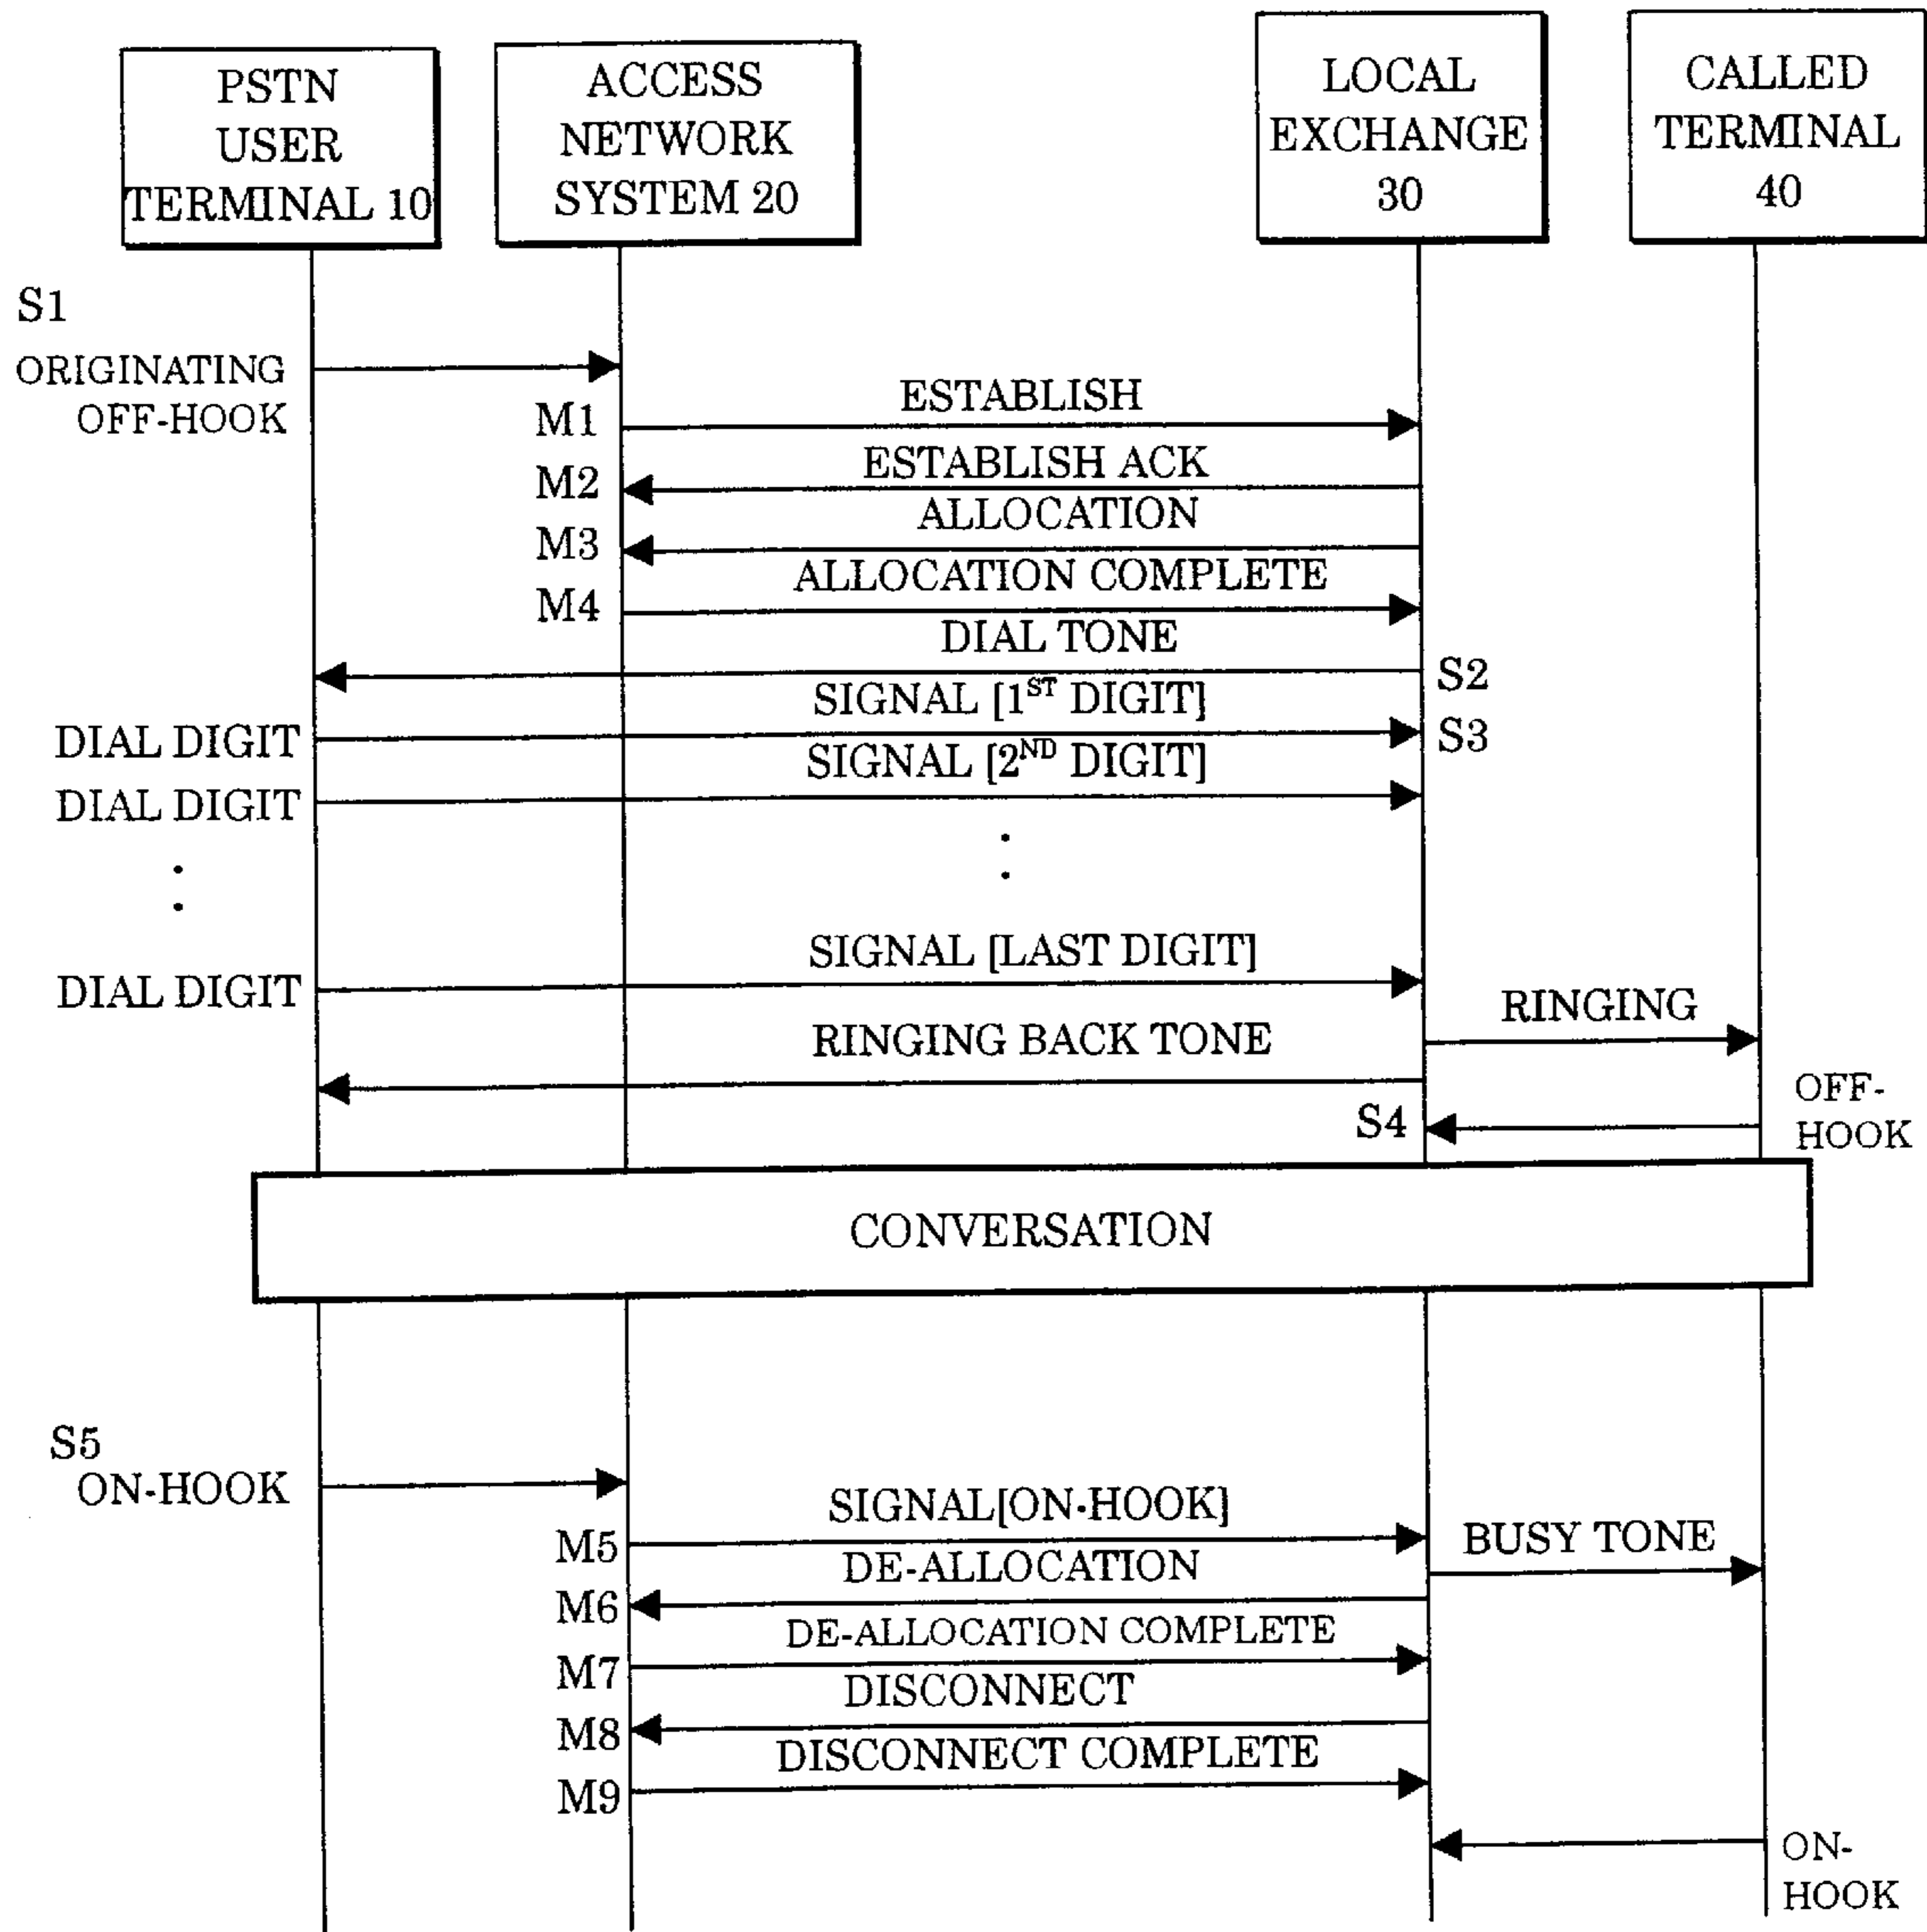 PSTN
USER
TERMINAL 10
ACCESS
NETWORK
SYSTEM 20
LOCAL
EXCHANGE
30
CALLED
TERMINAL
40
S1
ORIGINATING
OFF-HOOK
ESTABLISH
M1
ESTABLISH ACK
M2
ALLOCATION
M3
ALLOCATION COMPLETE
M4
DIAL TONE
S2
SIGNAL [1ST DIGIT]
DIAL DIGIT
S3
SIGNAL [2ND DIGIT]
DIAL DIGIT
SIGNAL [LAST DIGIT]
DIAL DIGIT
RINGING
RINGING BACK TONE
OFF-
HOOK
S4
CONVERSATION
S5
ON-HOOK
SIGNAL[ON-HOOK]
M5
BUSY TONE
DE-ALLOCATION
M6
DE-ALLOCATION COMPLETE
M7
DISCONNECT
M8
DISCONNECT COMPLETE
M9
ON-
HOOK